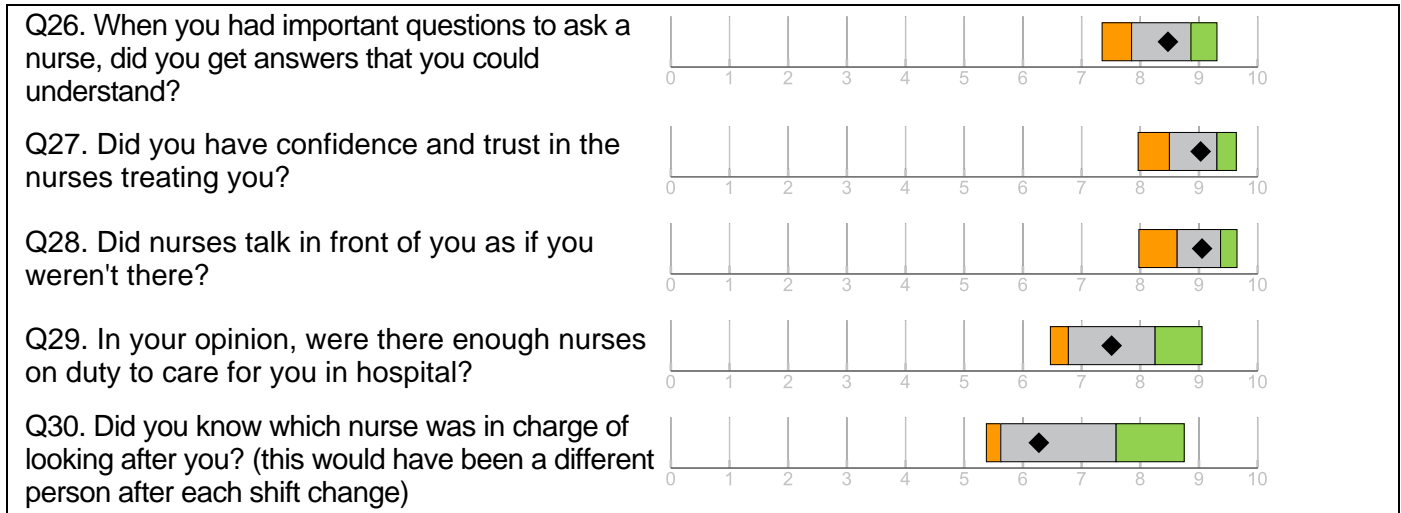 Q26. When you had important questions to ask a
nurse, did you get answers that you could
understand?
0 1 2 3 4 5 6 7 8 9 10
Q27. Did you have confidence and trust in the
nurses treating you?
0 1 2 3 4 5 6 7 8 9 10
Q28. Did nurses talk in front of you as if you
weren't there?
0 1 2 3 4 5 6 7 8 9 10
Q29. In your opinion, were there enough nurses
on duty to care for you in hospital?
0 1 2 3 4 5 6 7 8 9 10
Q30. Did you know which nurse was in charge of
looking after you? (this would have been a different
person after each shift change)
0 1 2 3 4 5 6 7 8 9 10